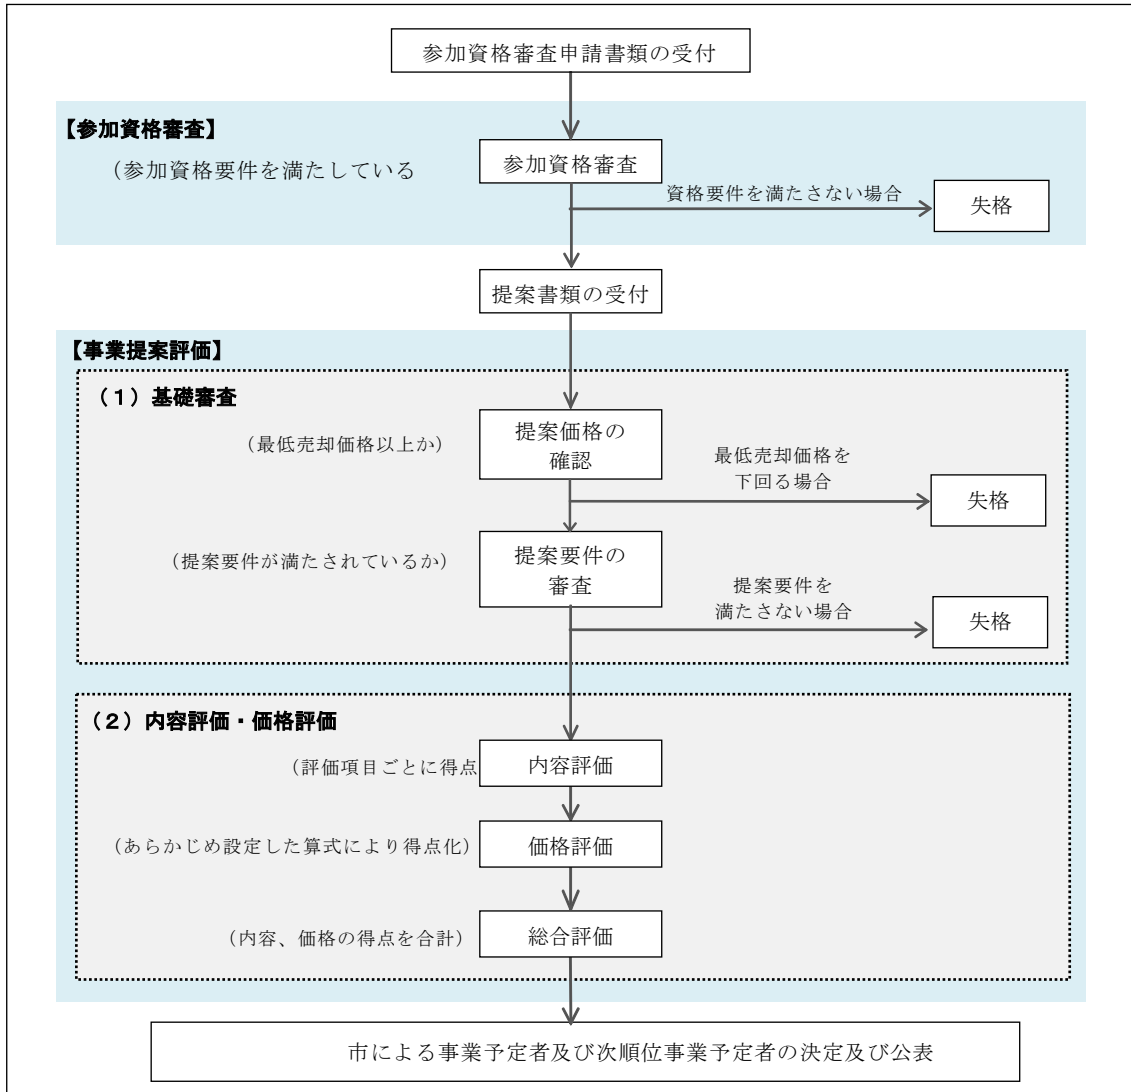 参加資格審査申請書類の受付
【参加資格審査】
（参加資格要件を満たしている
参加資格審査
資格要件を満たさない場合
失格
提案書類の受付
【事業提案評価】
（１）基礎審査
（最低売却価格以上か）
提案価格の
確認
最低売却価格を
下回る場合
失格
（提案要件が満たされているか）
提案要件の
審査
提案要件を
満たさない場合
失格
（２）内容評価・価格評価
（評価項目ごとに得点
内容評価
（あらかじめ設定した算式により得点化）
価格評価
（内容、価格の得点を合計）
総合評価
市による事業予定者及び次順位事業予定者の決定及び公表